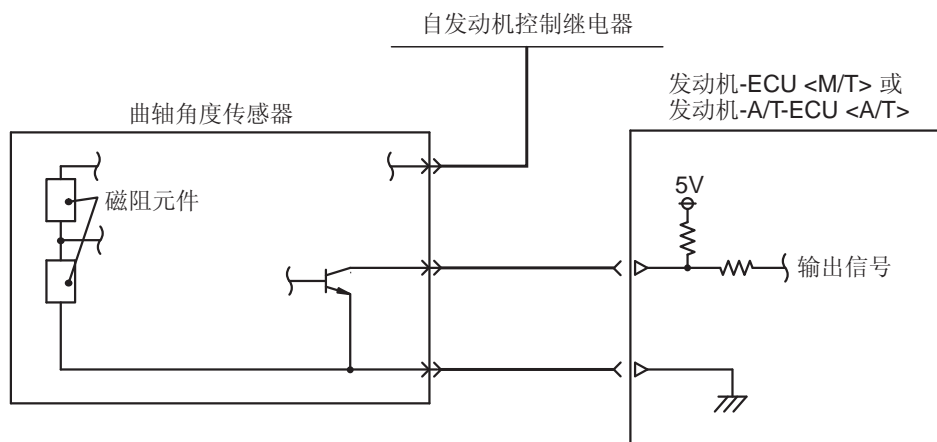 自发动机控制继电器
发动机-ECU <M/T> 或
发动机-A/T-ECU <A/T>
曲轴角度传感器
磁阻元件
5V
输出信号